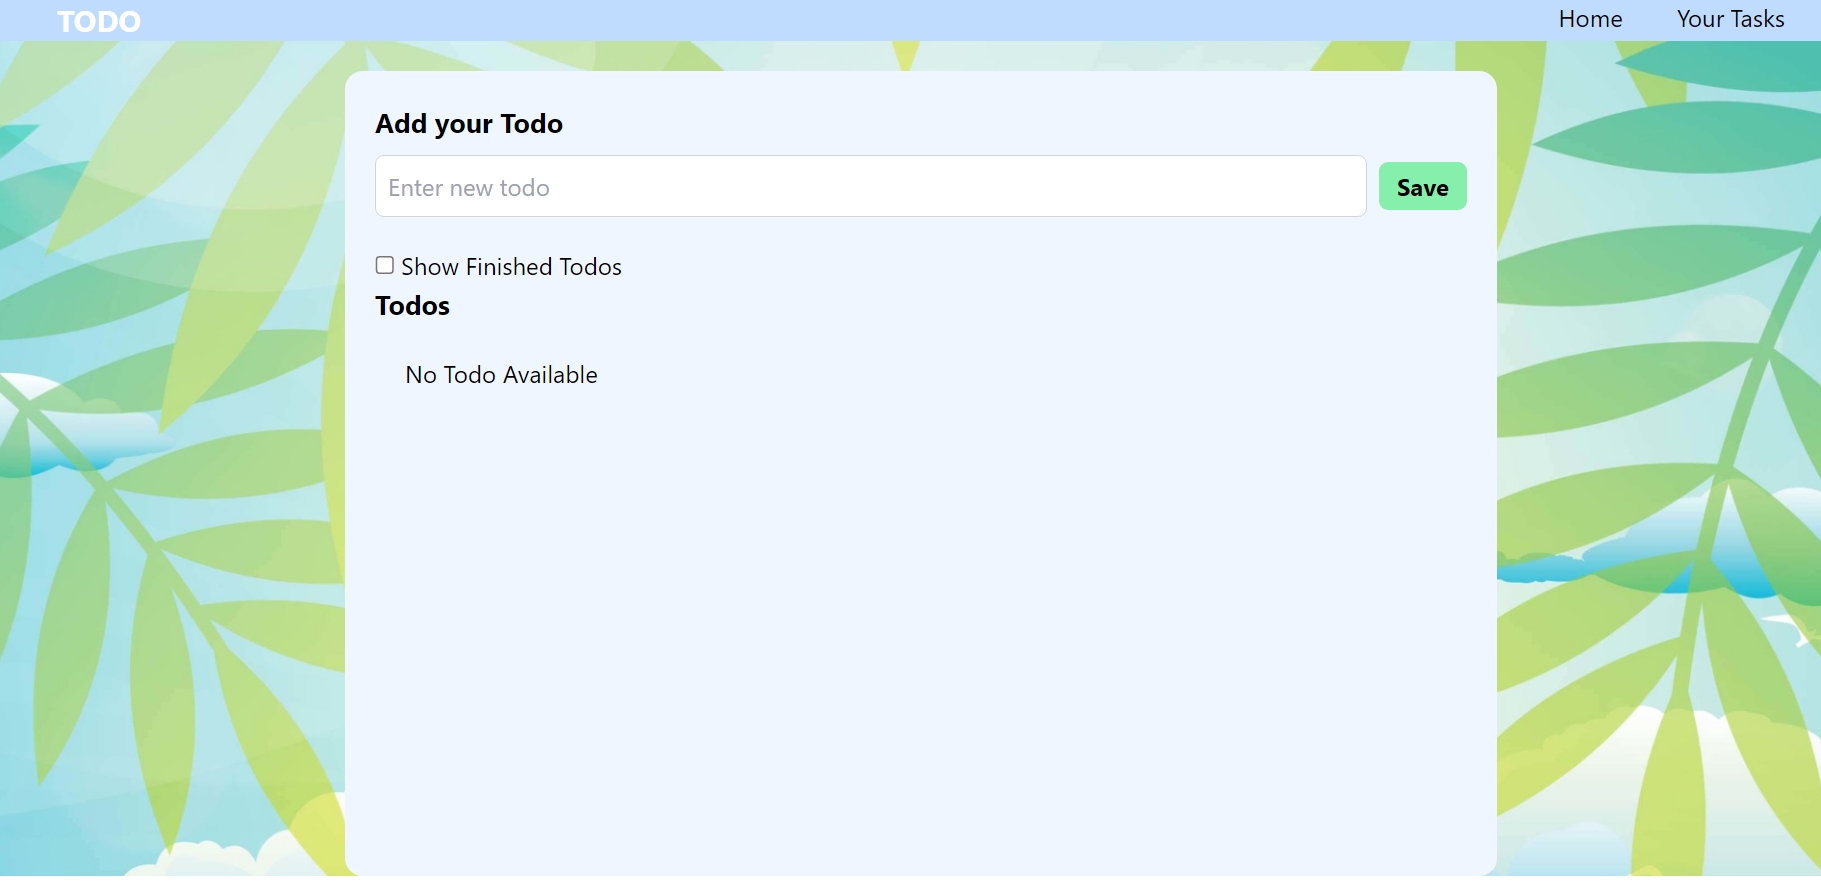 TODO
Home
Your Tasks
Add your Todo
Enter new todo
Save
Show Finished Todos
Todos
No Todo Available